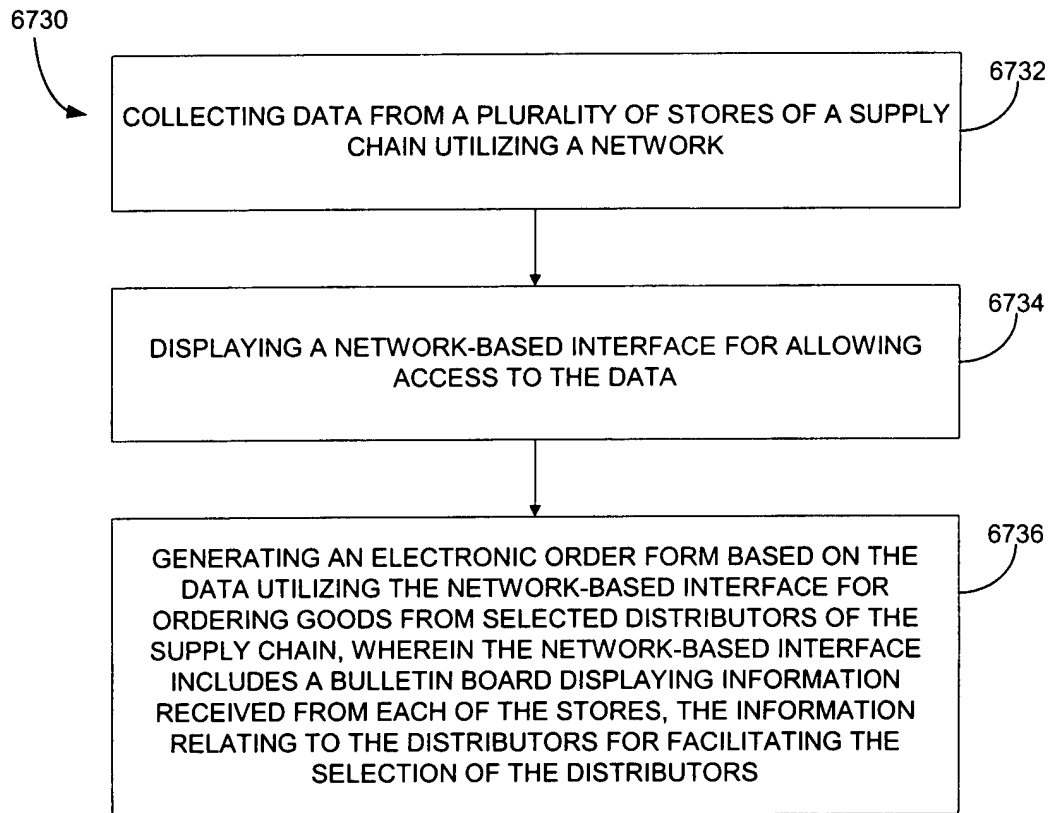 6730
6732
COLLECTING DATA FROM A PLURALITY OF STORES OF A SUPPLY
CHAIN UTILIZING A NETWORK
6734
DISPLAYING A NETWORK-BASED INTERFACE FOR ALLOWING
ACCESS TO THE DATA
6736
GENERATING AN ELECTRONIC ORDER FORM BASED ON THE
DATA UTILIZING THE NETWORK-BASED INTERFACE FOR
ORDERING GOODS FROM SELECTED DISTRIBUTORS OF THE
SUPPLY CHAIN, WHEREIN THE NETWORK-BASED INTERFACE
INCLUDES A BULLETIN BOARD DISPLAYING INFORMATION
RECEIVED FROM EACH OF THE STORES, THE INFORMATION
RELATING TO THE DISTRIBUTORS FOR FACILITATING THE
SELECTION OF THE DISTRIBUTORS